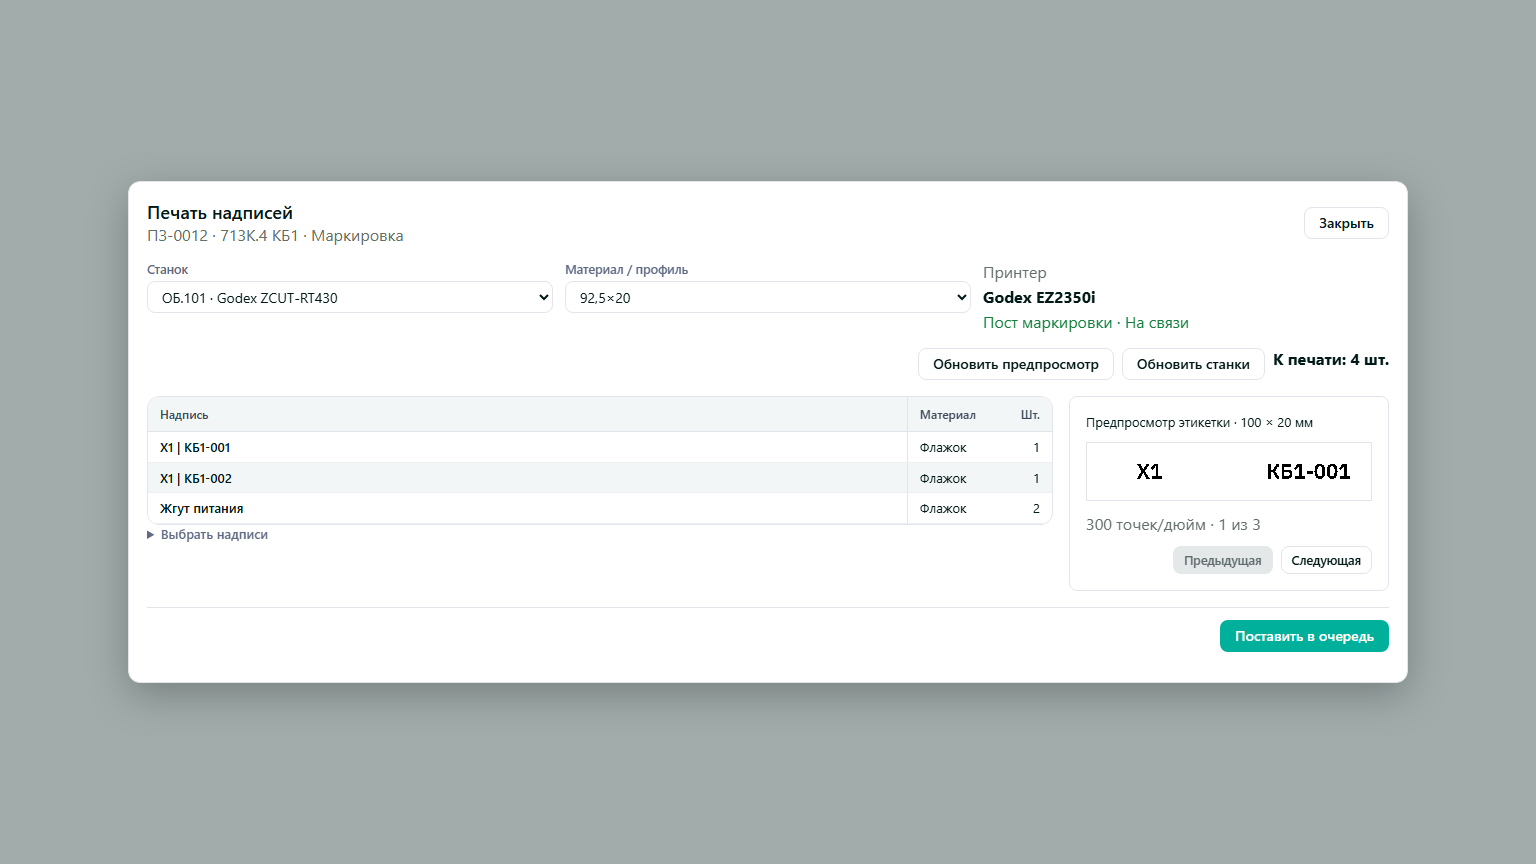 Печать надписей
ПЗ-0012 · 713К.4 КБ1 · Маркировка
Закрыть
Станок
ОБ.101 · Godex ZCUT-RT430
Материал / профиль
92,5×20
Принтер
Godex EZ2350i
Пост маркировки · На связи
Обновить предпросмотр
Обновить станки
К печати: 4 шт.
Надпись Материал Шт.
X1 | КБ1-001 Флажок 1
X1 | КБ1-002 Флажок 1
Жгут питания Флажок 2
Выбрать надписи
Предпросмотр этикетки · 100 × 20 мм
X1 КБ1-001
300 точек/дюйм · 1 из 3
Предыдущая
Следующая
Поставить в очередь